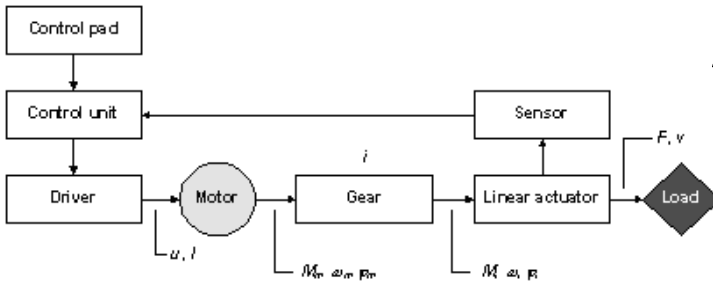 Control pad
Control unit
Sensor
F, v
i
Driver
Motor
Gear
Linear actuator
Load
u, I